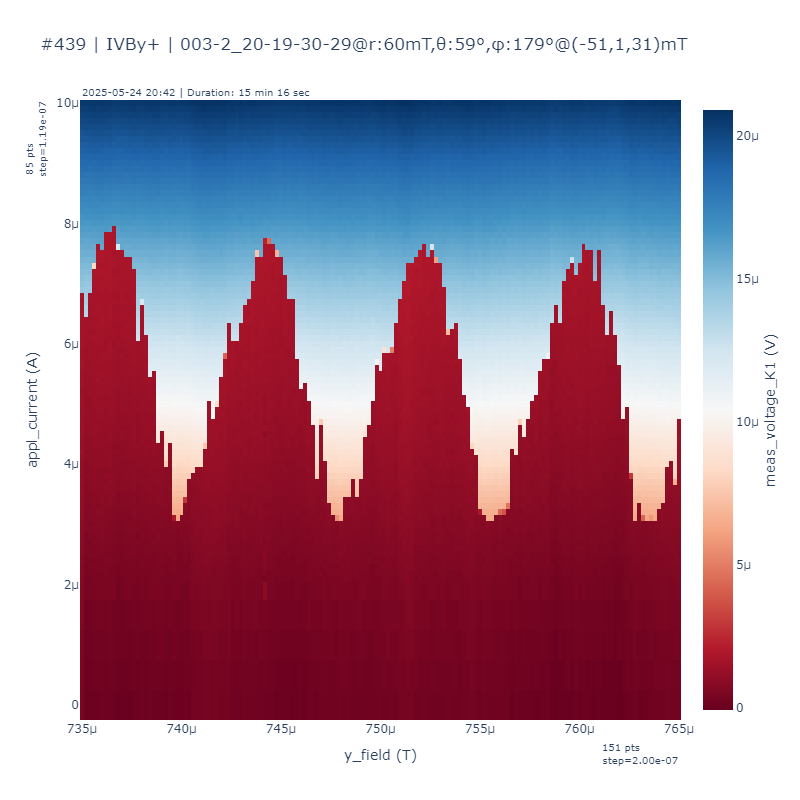 #439 | IVBy+ | 003-2_20-19-30-29@r:60mT,θ:59º,φ:179º@(-51,1,31)mT
2025-05-24 20:42 | Duration: 15 min 16 sec
85 pts
step=1.19e-07
10μ
8μ
6μ
4μ
2μ
0
appl_current (A)
735μ
740μ
745μ
750μ
755μ
760μ
765μ
y_field (T)
151 pts
step=2.00e-07
20μ
15μ
10μ
5μ
0
meas_voltage_K1 (V)